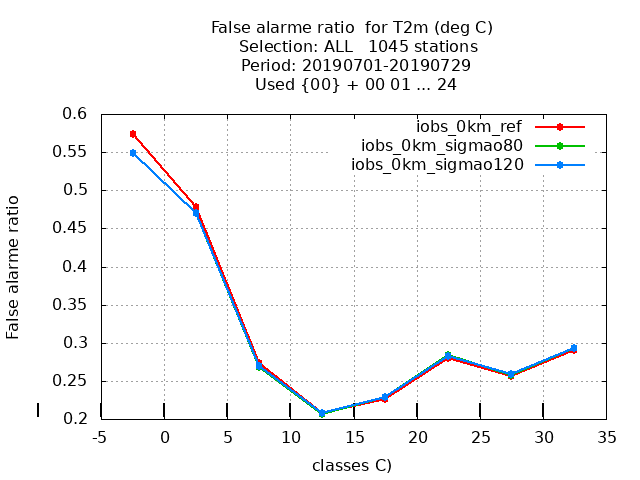 False alarme ratio  for T2m (deg C)
Selection: ALL   1045 stations
Period: 20190701-20190729
Used {00} + 00 01 ... 24
iobs_0km_ref
iobs_0km_sigmao80
iobs_0km_sigmao120
False alarme ratio
0.6
0.55
0.5
0.45
0.4
0.35
0.3
0.25
0.2
-5 0 5 10 15 20 25 30 35
classes C)